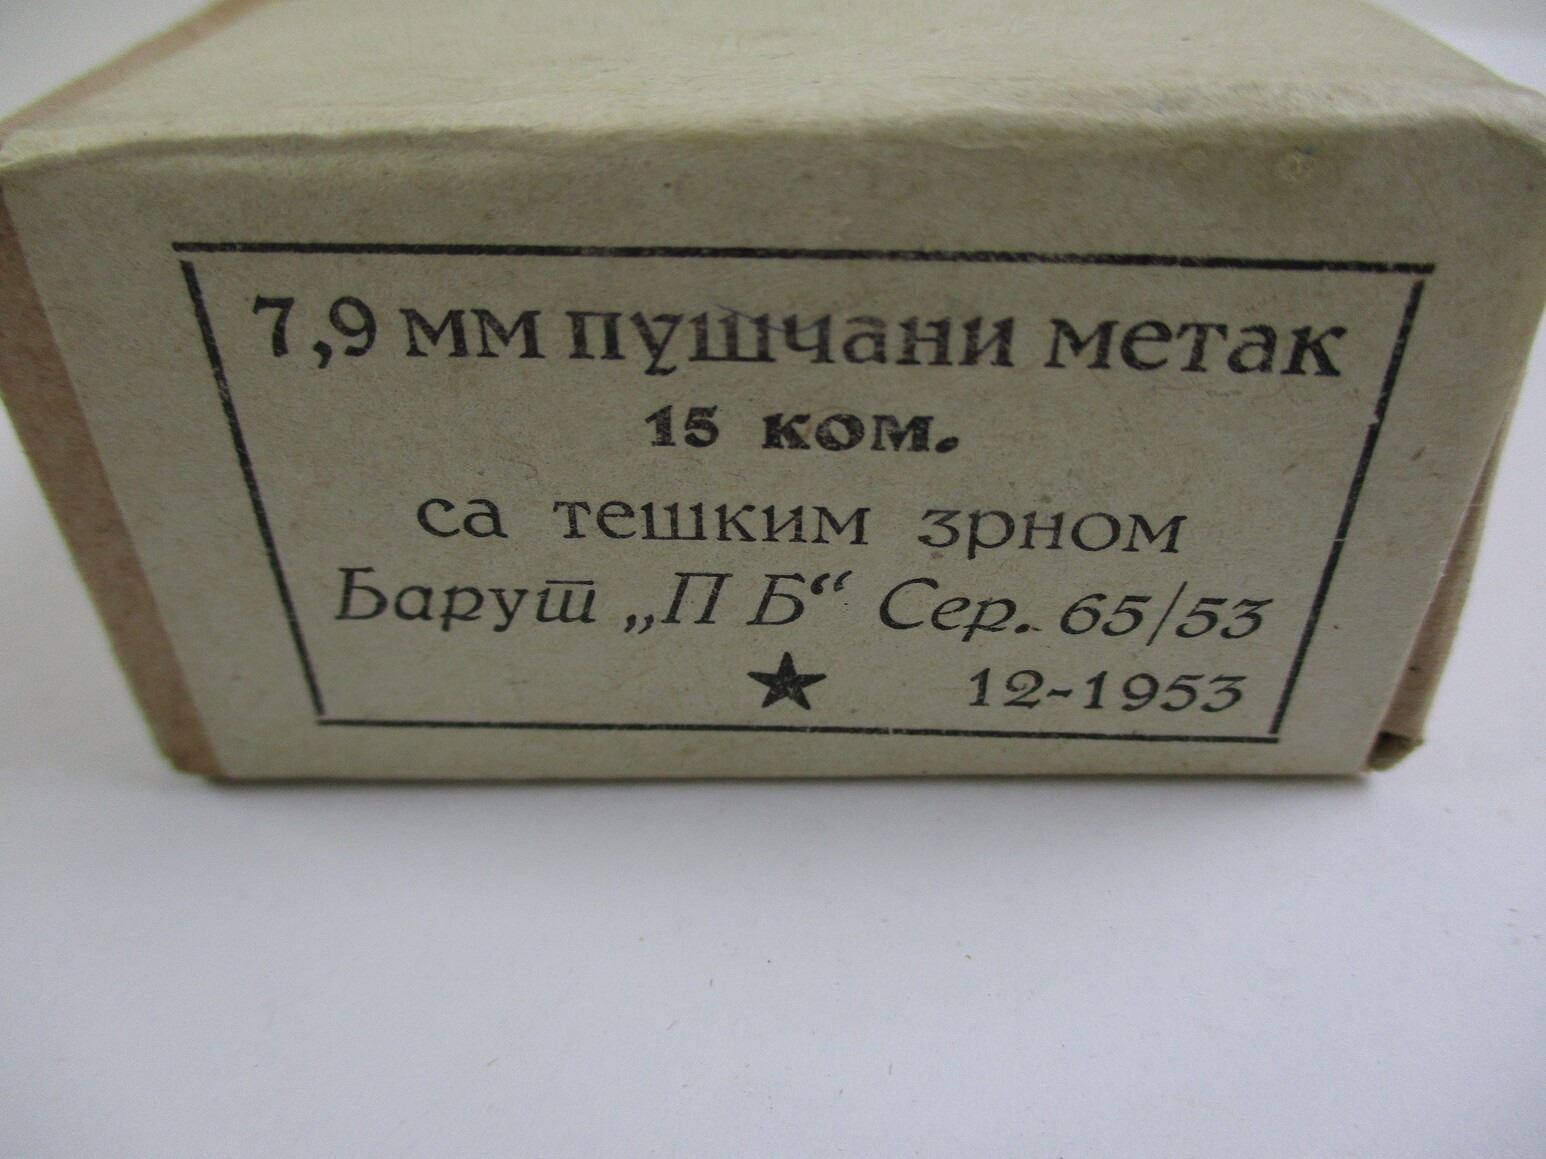 7,9 мм пушчани метак
15 ком.
са тешким зрном
Барут „П Б“ Сер. 65/53
★ 12-1953